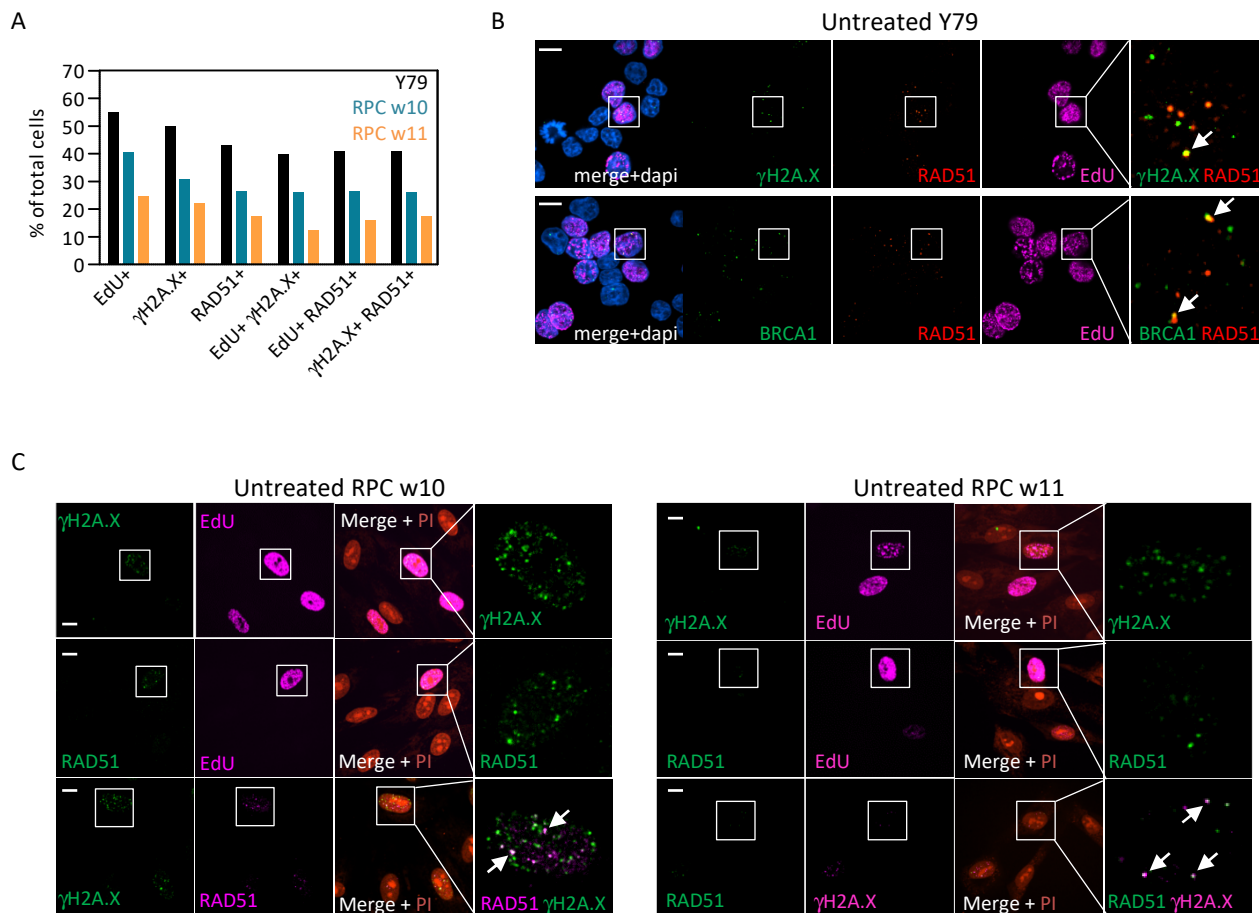 A
70
60
50
40
30
20
10
0
% of total cells
Y79
RPC w10
RPC w11
EdU+
γH2A.X+
RAD51+
EdU+ γH2A.X+
EdU+ RAD51+
γH2A.X+ RAD51+
B
Untreated Y79
merge+dapi
γH2A.X
RAD51
EdU
γH2A.X RAD51
merge+dapi
BRCA1
RAD51
EdU
BRCA1 RAD51
C
Untreated RPC w10
γH2A.X
EdU
Merge + PI
γH2A.X
RAD51
EdU
Merge + PI
RAD51
γH2A.X
RAD51
Merge + PI
RAD51 γH2A.X
Untreated RPC w11
γH2A.X
EdU
Merge + PI
γH2A.X
RAD51
EdU
Merge + PI
RAD51
RAD51
γH2A.X
Merge + PI
RAD51 γH2A.X